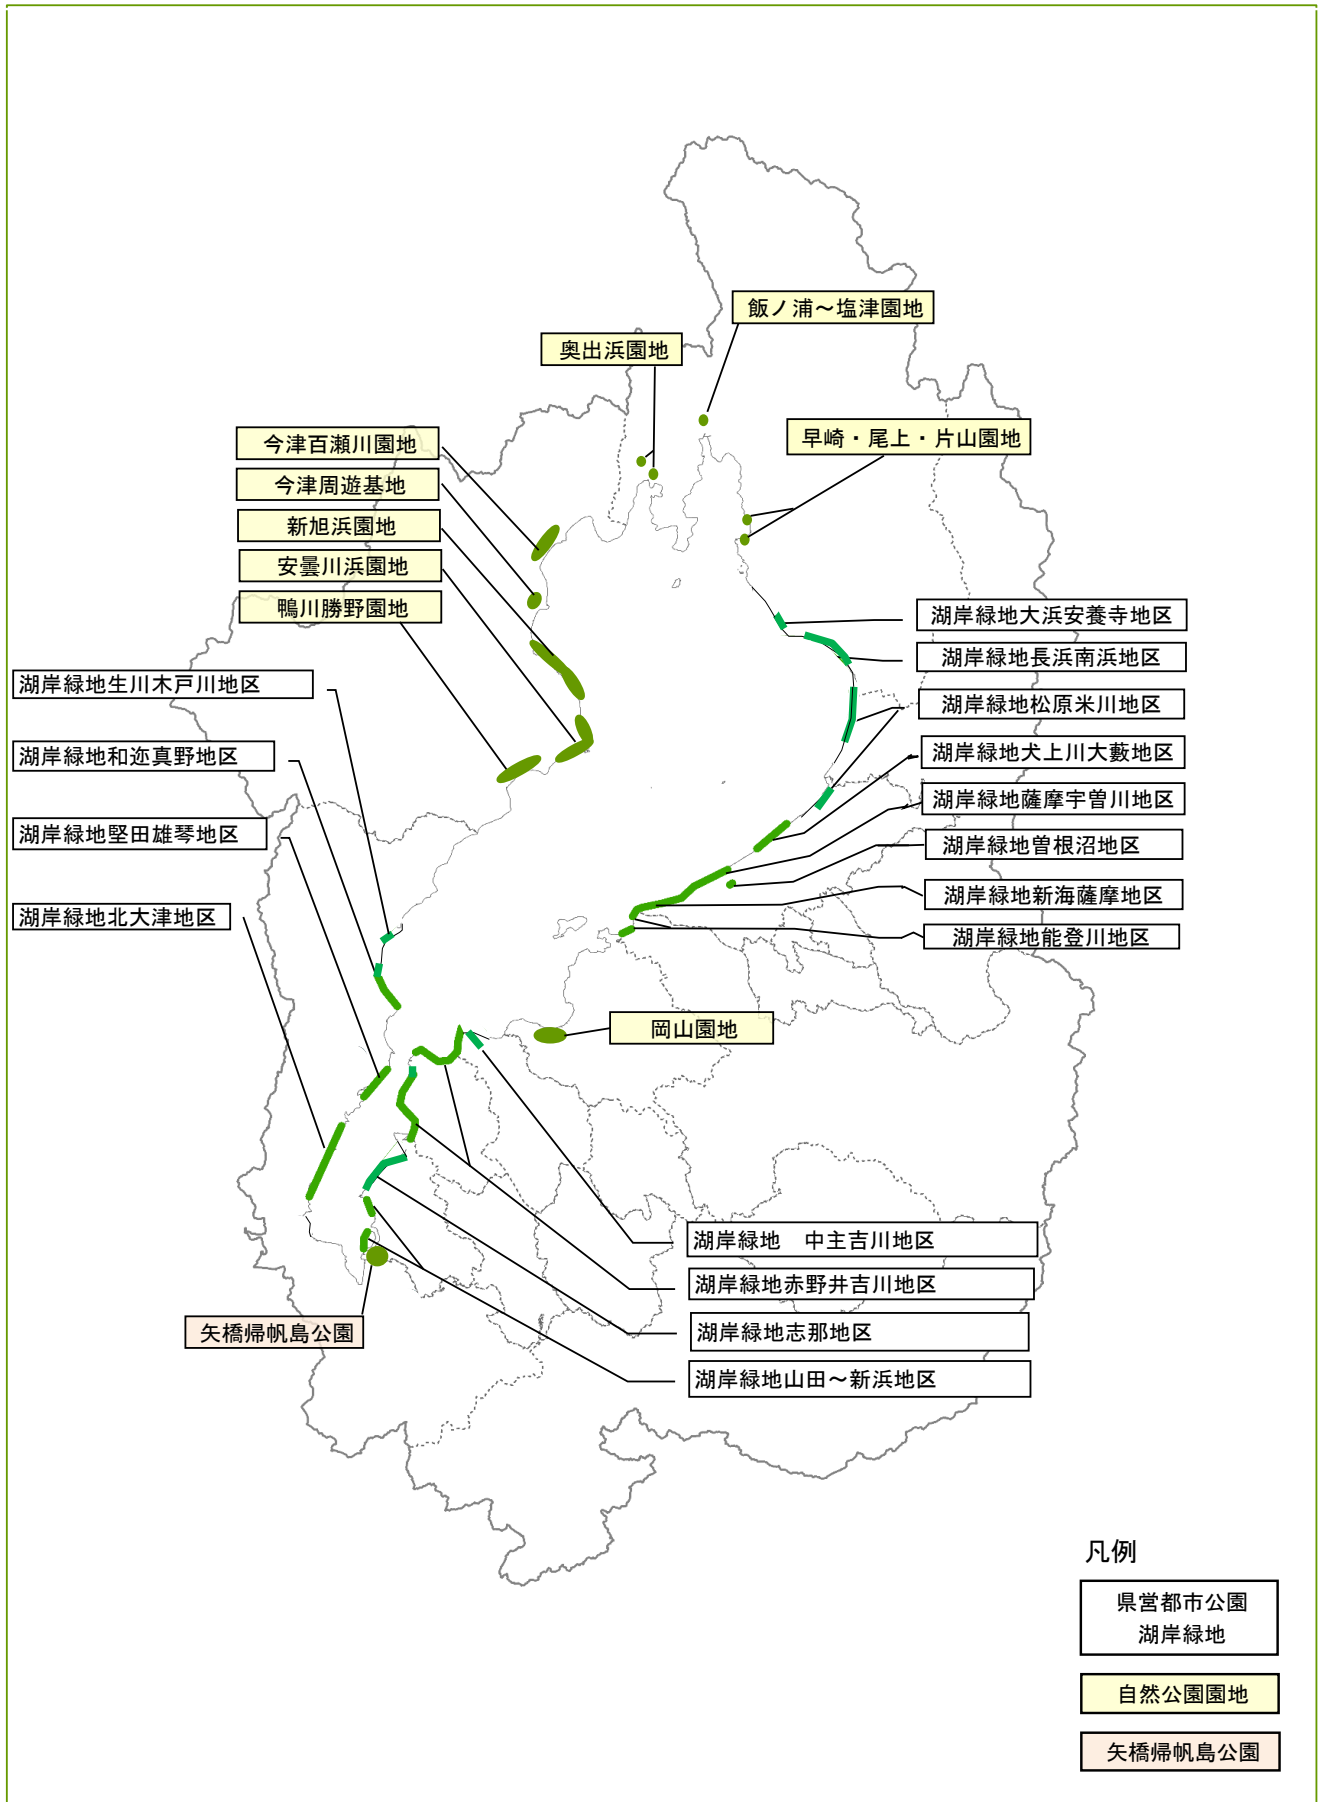 飯ノ浦～塩津園地
奥出浜園地
早崎・尾上・片山園地
今津百瀬川園地
今津周遊基地
新旭浜園地
安曇川浜園地
鴨川勝野園地
湖岸緑地大浜安養寺地区
湖岸緑地長浜南浜地区
湖岸緑地生川木戸川地区
湖岸緑地松原米川地区
湖岸緑地和迩真野地区
湖岸緑地犬上川大藪地区
湖岸緑地薩摩宇曽川地区
湖岸緑地堅田雄琴地区
湖岸緑地曽根沼地区
湖岸緑地新海薩摩地区
湖岸緑地北大津地区
湖岸緑地能登川地区
岡山園地
湖岸緑地　中主吉川地区
湖岸緑地赤野井吉川地区
湖岸緑地志那地区
矢橋帰帆島公園
湖岸緑地山田～新浜地区
凡例
県営都市公園
湖岸緑地
自然公園園地
矢橋帰帆島公園